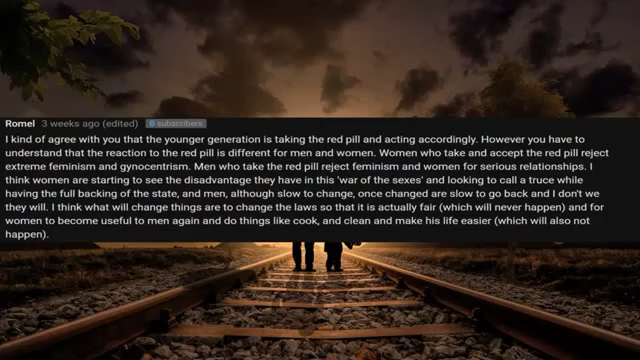 Romel 3 weeks ago (edited) 0 subscribers
I kind of agree with you that the younger generation is taking the red pill and acting accordingly. However you have to
understand that the reaction to the red pill is different for men and women. Women who take and accept the red pill reject
extreme feminism and gynocentrism. Men who take the red pill reject feminism and women for serious relationships. I
think women are starting to see the disadvantage they have in this 'war of the sexes' and looking to call a truce while
having the full backing of the state, and men, although slow to change, once changed are slow to go back and I don't we
they will. I think what will change things are to change the laws so that it is actually fair (which will never happen) and for
women to become useful to men again and do things like cook, and clean and make his life easier (which will also not
happen).